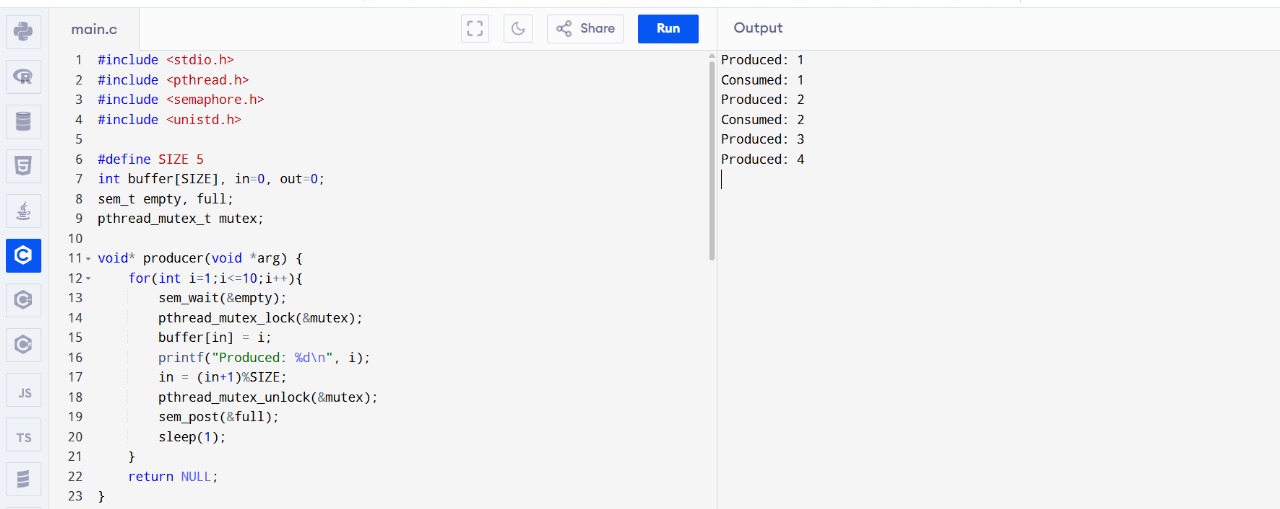 main.c
Share
Run
Output
1 #include <stdio.h>
2 #include <pthread.h>
3 #include <semaphore.h>
4 #include <unistd.h>
5
6 #define SIZE 5
7 int buffer[SIZE], in=0, out=0;
8 sem_t empty, full;
9 pthread_mutex_t mutex;
10
11 void* producer(void *arg) {
12     for(int i=1;i<=10;i++){
13         sem_wait(&empty);
14         pthread_mutex_lock(&mutex);
15         buffer[in] = i;
16         printf("Produced: %d\n", i);
17         in = (in+1)%SIZE;
18         pthread_mutex_unlock(&mutex);
19         sem_post(&full);
20         sleep(1);
21     }
22     return NULL;
23 }
Produced: 1
Consumed: 1
Produced: 2
Consumed: 2
Produced: 3
Produced: 4
R
5
C
JS
TS